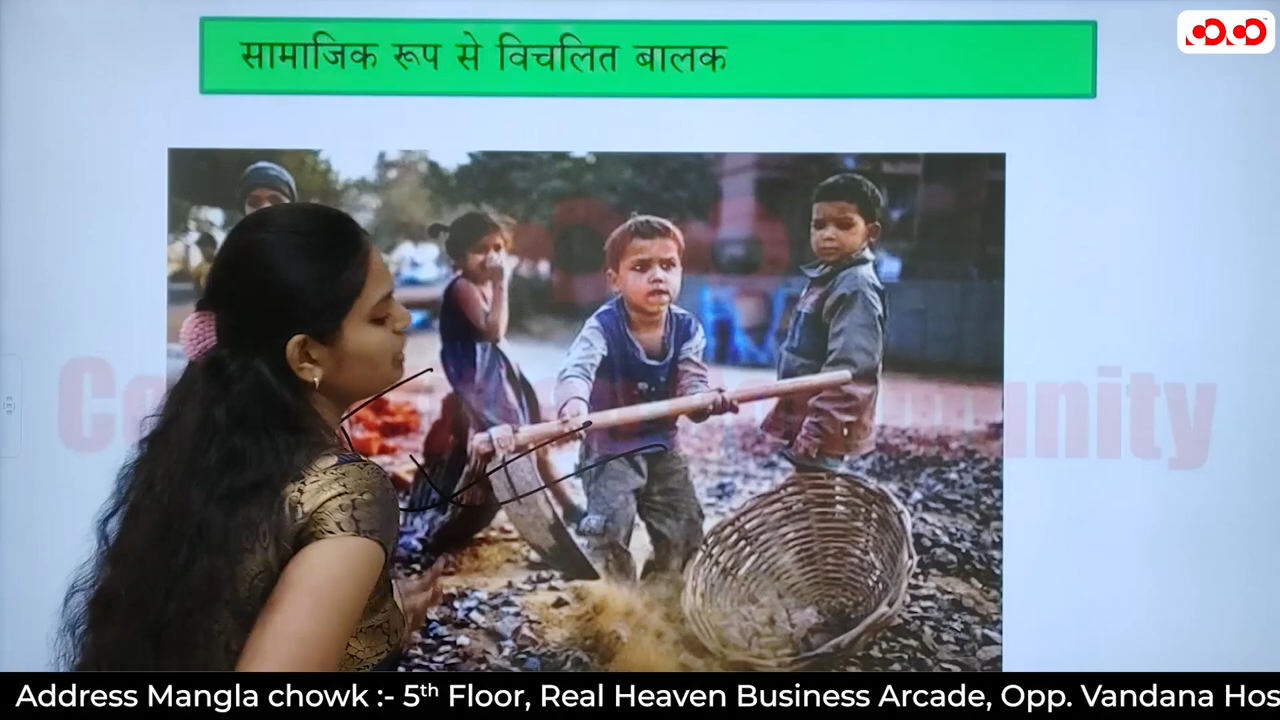 सामाजिक रूप से विचलित बालक
Address Mangla chowk :- 5th Floor, Real Heaven Business Arcade, Opp. Vandana Hos